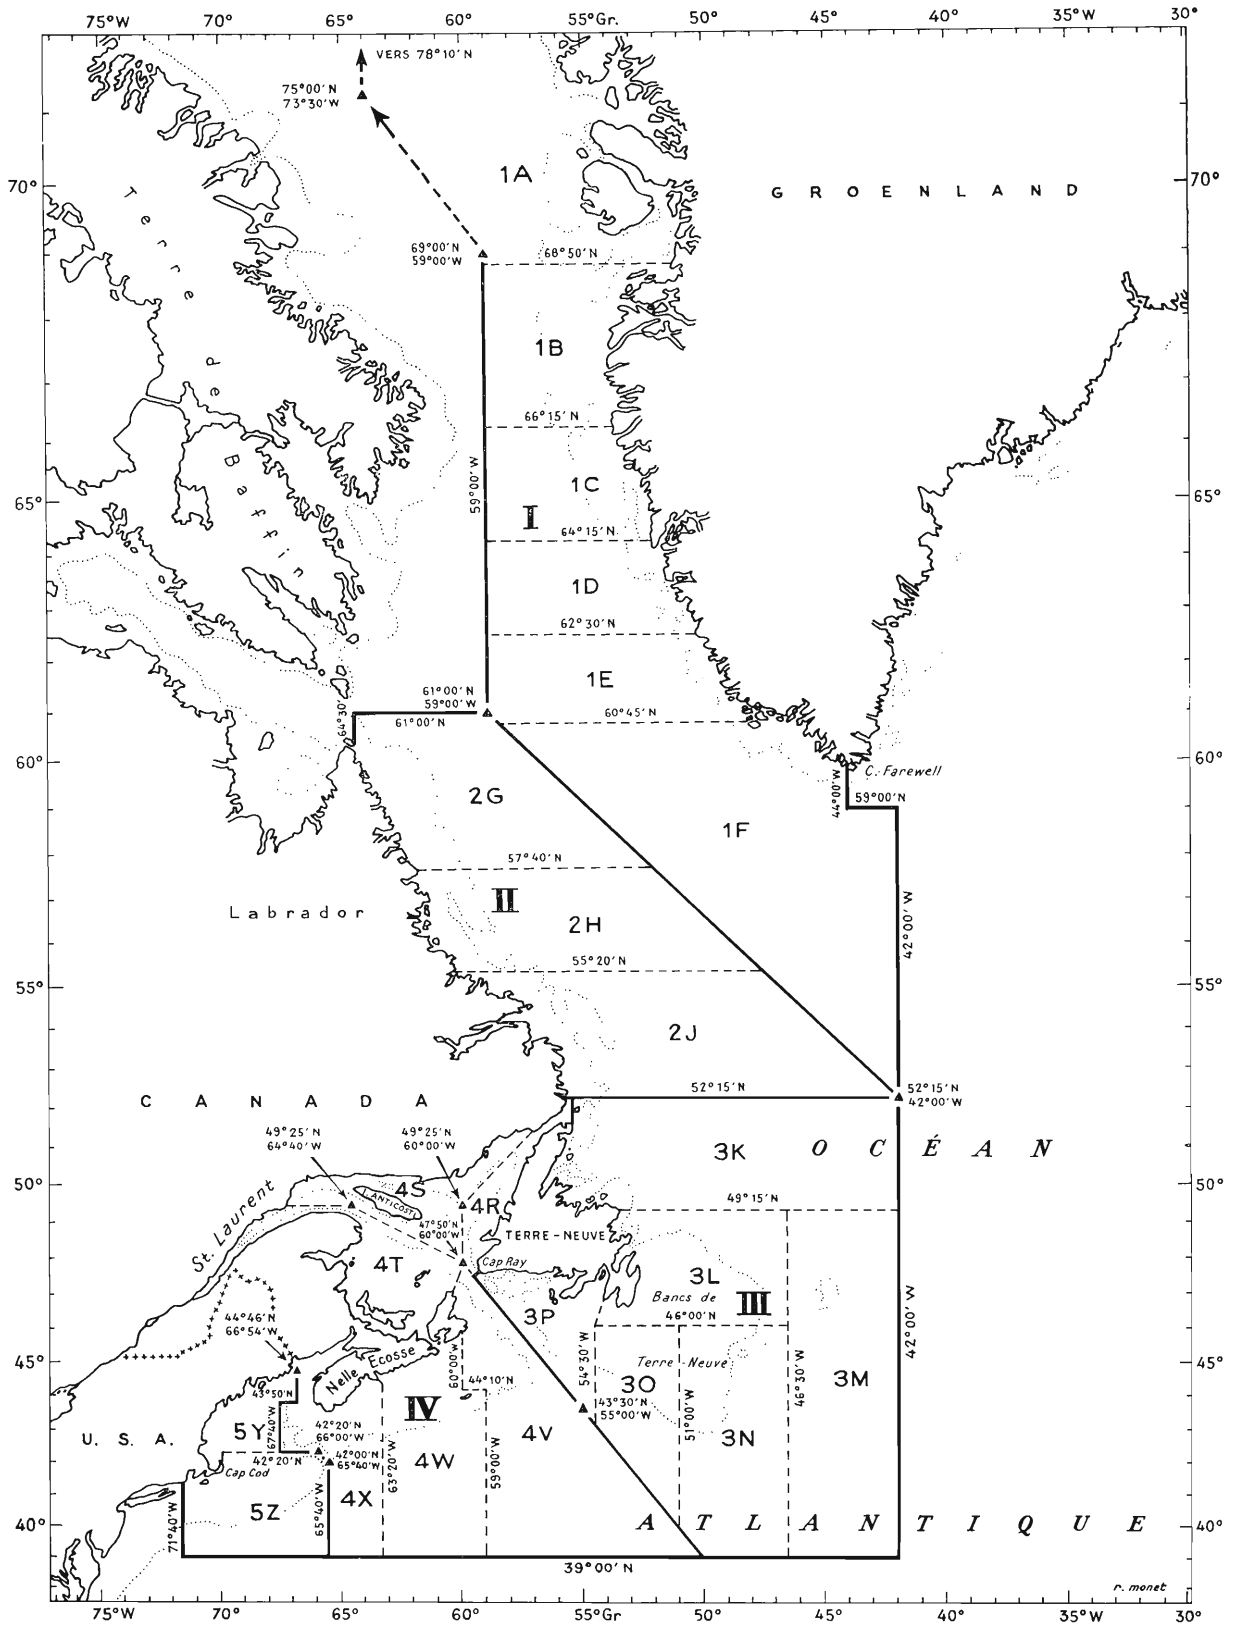 75°W 70° 65° 60° 55°Gr. 50° 45° 40° 35°W 30°
VERS 78°10'N
75°00'N
73°30'W
1A
70°
GROENLAND
70°
Terre de Baffin
69°00'N
59°00'W
68°50'N
1B
66°15'N
59°00'W
1C
65°
I
65°
64°15'N
1D
62°30'N
1E
61°00'N
59°00'W
64°30'
61°00'N
60°45'N
60°
C. Farewell
60°
44°00'W
59°00'N
2G
1F
57°40'N
II
Labrador
2H
42°00'W
55°20'N
55°
55°
2J
52°15'N
52°15'N
42°00'W
CANADA
49°25'N
64°40'W
49°25'N
60°00'W
3K
OCÉAN
50°
4S
50°
I. ANTICOSTI
4R
49°15'N
St. Laurent
47°50'N
60°00'W
TERRE-NEUVE
4T
Cap Ray
3L
Bancs de
III
3P
46°00'N
42°00'W
44°46'N
66°54'W
45°
Nelle Ecosse
60°00'W
54°30'W
Terre-Neuve
46°30'W
45°
44°10'N
3O
3M
43°50'N
IV
43°30'N
55°00'W
51°00'W
U.S.A.
5Y
67°40'W
42°20'N
66°00'W
4V
3N
42°20'N
42°00'N
65°40'W
4W
Cap Cod
63°20'W
59°00'W
5Z
4X
71°40'W
65°40'W
40°
ATLANTIQUE
40°
39°00'N
r. monet
75°W 70° 65° 60° 55°Gr 50° 45° 40° 35°W 30°